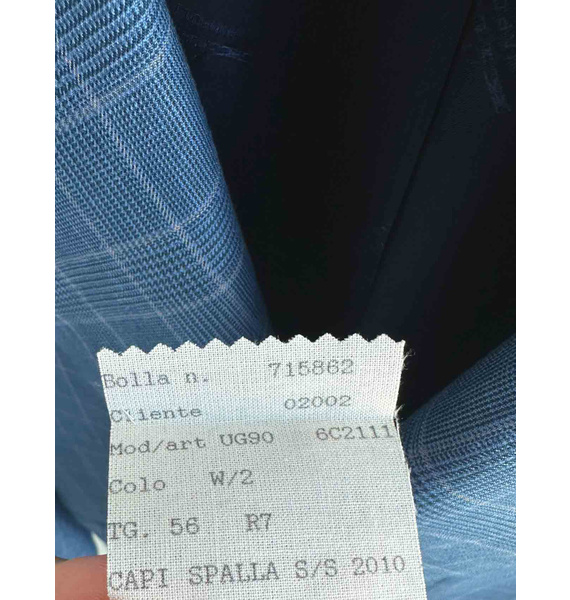 Bolla n. 715862
Cliente 02002
Mod/art UG90 6C2111
Colo W/2
TG. 56 R7
CAPI SPALLA S/S 2010